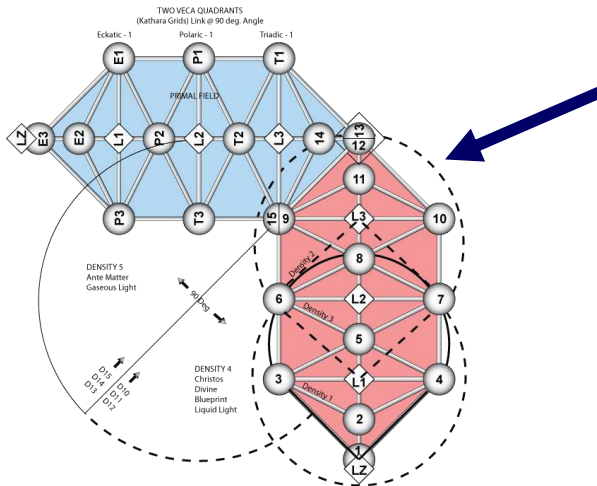 TWO VECA QUADRANTS
(Kathara Grids) Link @ 90 deg. Angle
Eckatic - 1
Polaric - 1
Triadic - 1
E1
P1
T1
PRIMAL FIELD
LZ
E3
E2
L1
P2
L2
T2
L3
14
13
12
11
P3
T3
15
9
L3
10
Density 2
8
DENSITY 5
Ante Matter
Gaseous Light
90 Deg
6
L2
7
Density 3
5
D15
D14
D13
D10
D11
D12
DENSITY 4
Christos
Divine
Blueprint
Liquid Light
3
L1
4
Density 1
2
1
LZ